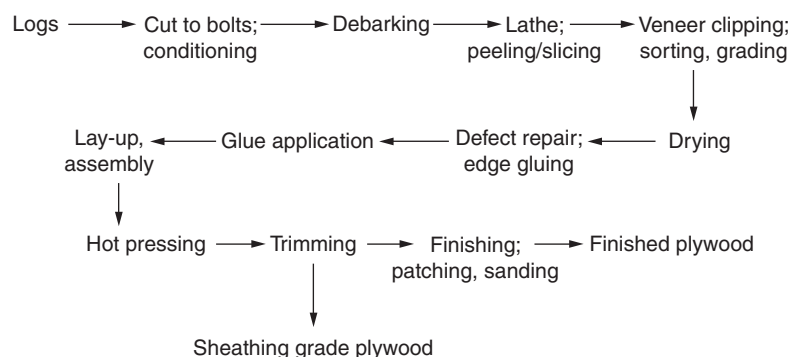 Logs
Cut to bolts;
conditioning
Debarking
Lathe;
peeling/slicing
Veneer clipping;
sorting, grading
Drying
Defect repair;
edge gluing
Glue application
Lay-up,
assembly
Hot pressing
Trimming
Finishing;
patching, sanding
Finished plywood
Sheathing grade plywood